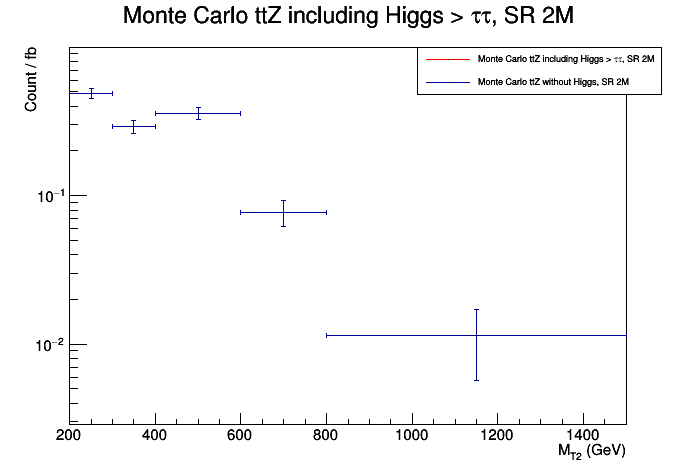 Monte Carlo ttZ including Higgs > ττ, SR 2M
Count / fb
Monte Carlo ttZ including Higgs > ττ, SR 2M
Monte Carlo ttZ without Higgs, SR 2M
10⁻¹
10⁻²
200 400 600 800 1000 1200 1400
M_T2 (GeV)